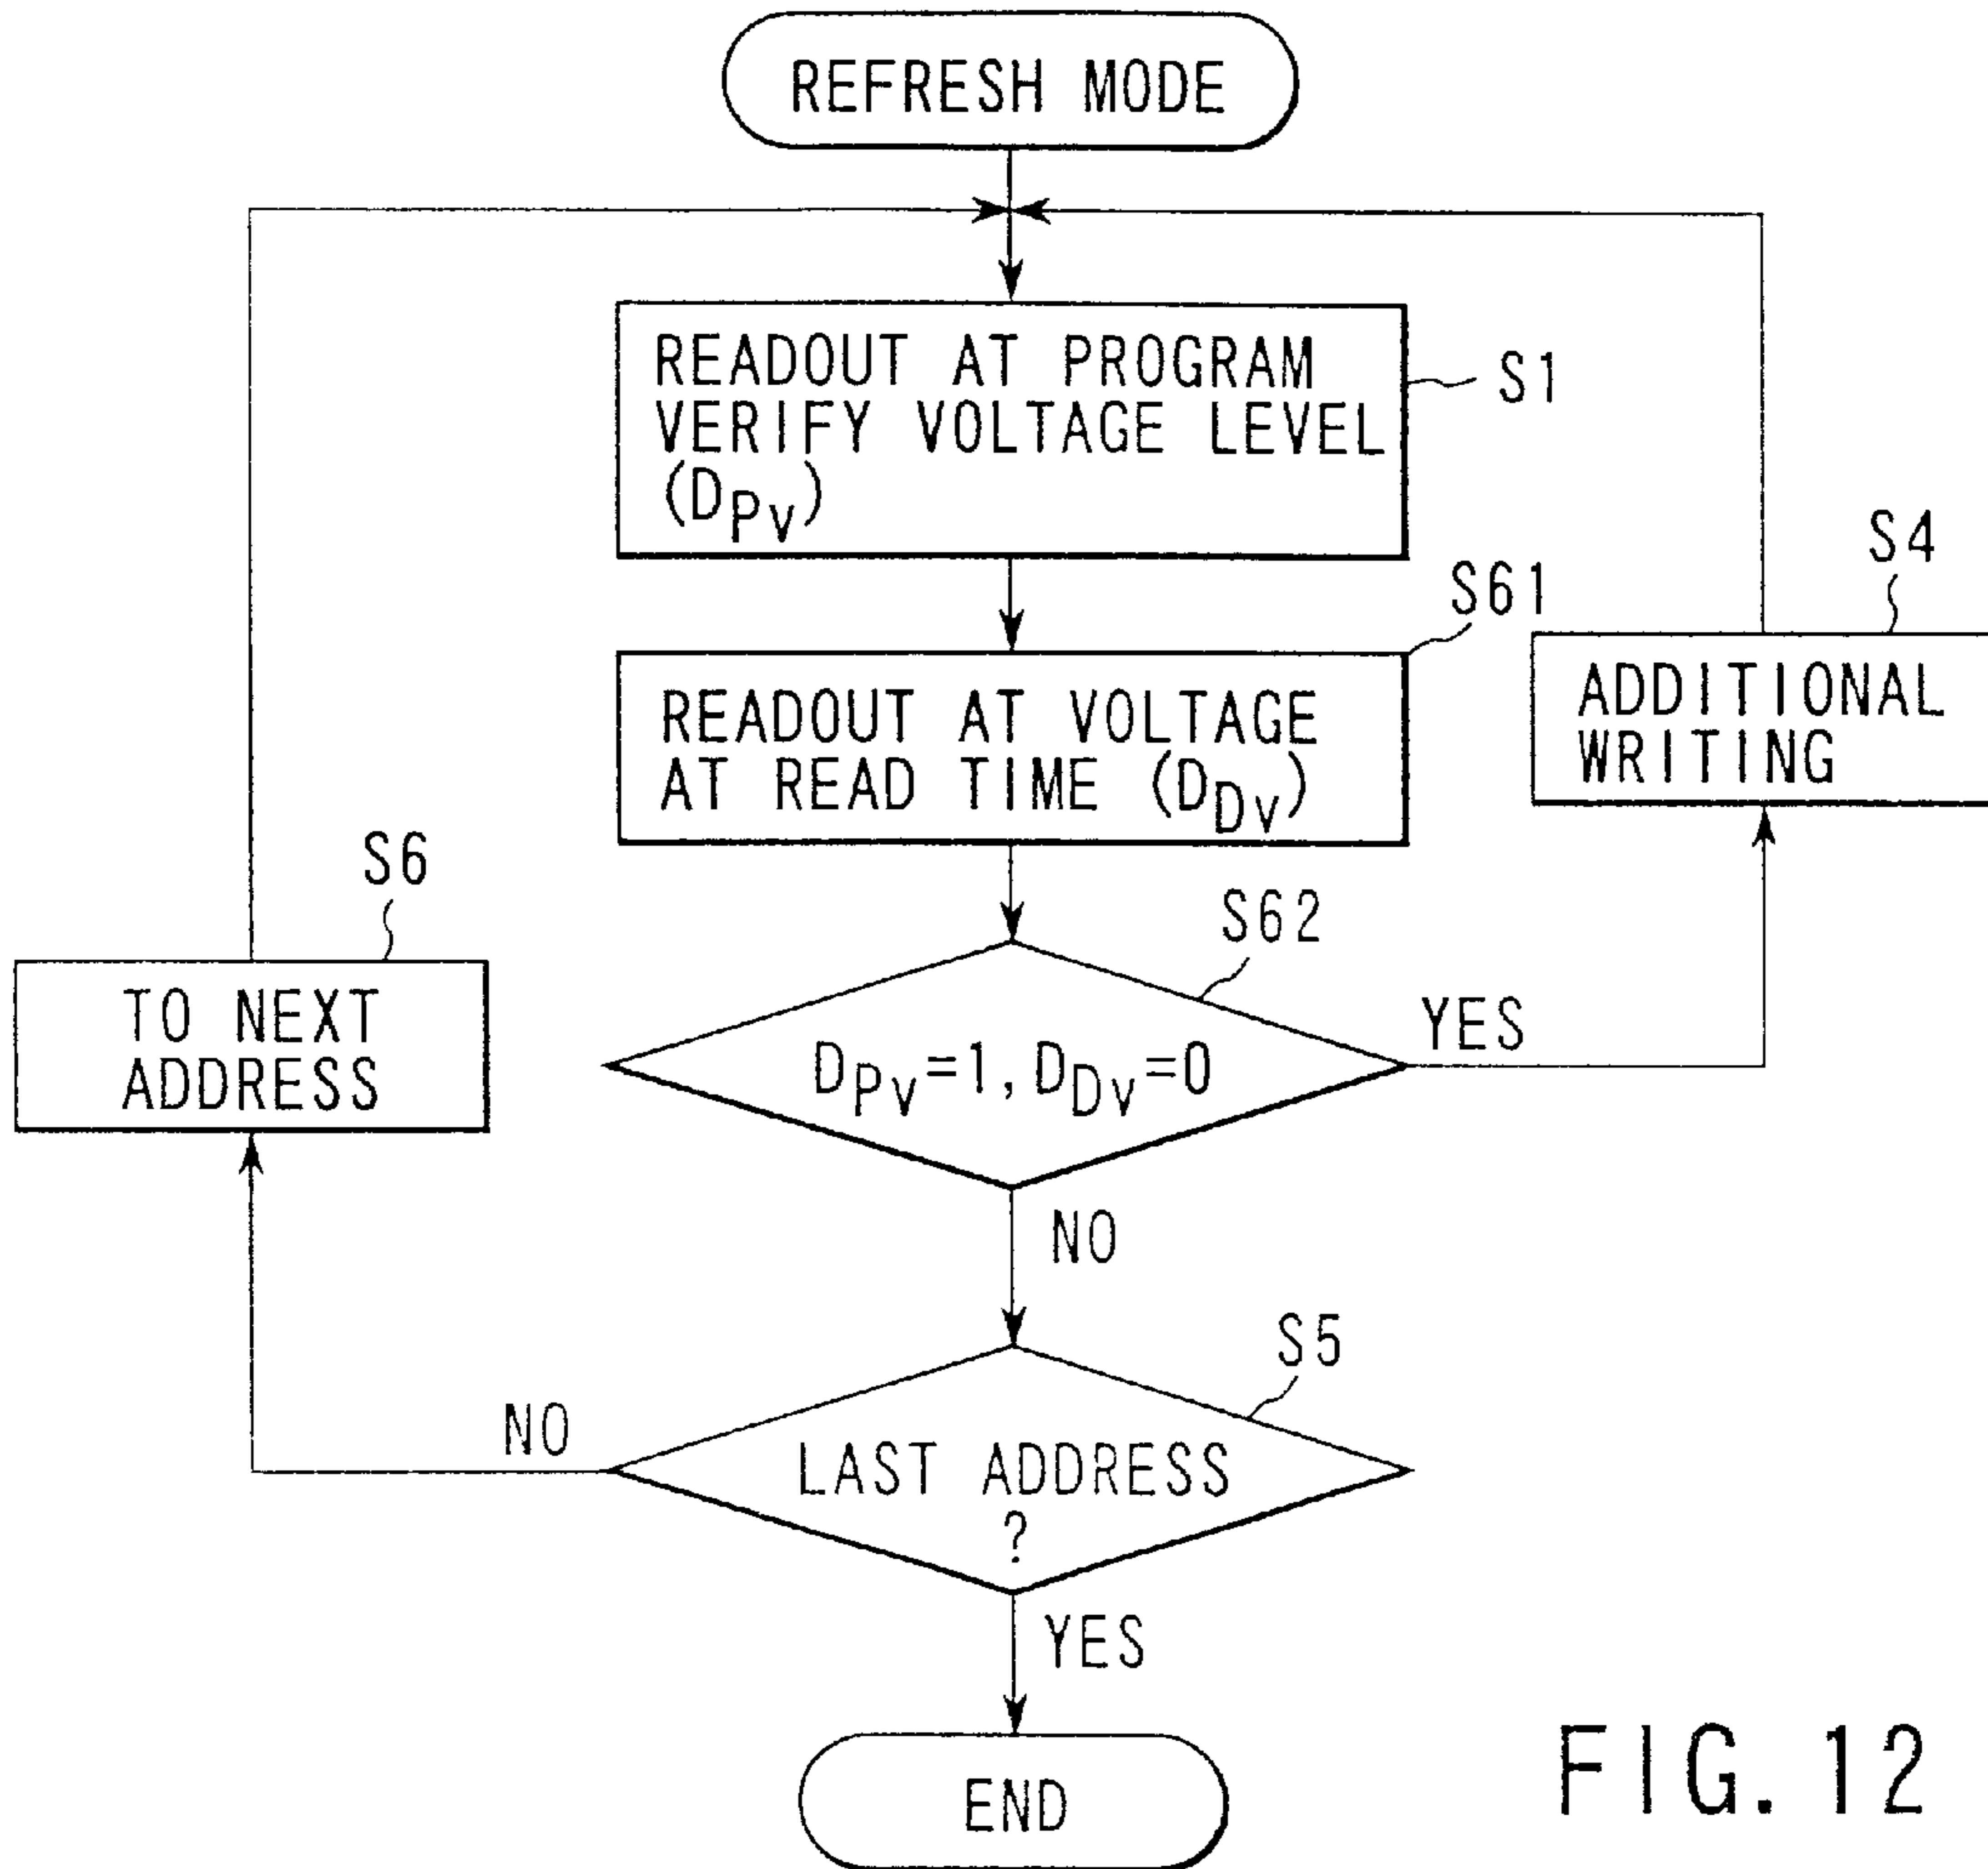 REFRESH MODE
READOUT AT PROGRAM
VERIFY VOLTAGE LEVEL
(DPV)
S1
READOUT AT VOLTAGE
AT READ TIME (DDV)
S61
S4
ADDITIONAL
WRITING
S6
TO NEXT
ADDRESS
S62
DPV=1, DDV=0
YES
NO
S5
LAST ADDRESS
?
NO
YES
END
FIG. 12